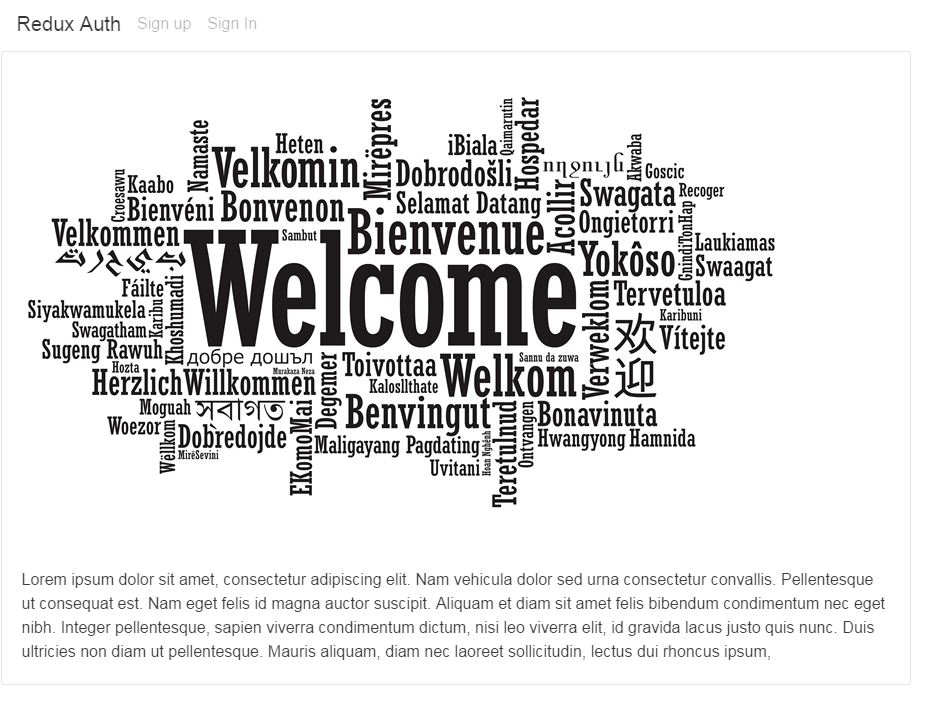 Redux Auth Sign up Sign In
Mirëpres
Qaimarutin
Hospedar
Namaste
Heten
iBiala
Akwaba
Velkomin
Dobrodošli
Goscic
Croesawu
Kaabo
Acollir
Swagata
Recoger
Bienvéni
Bonvenon
Selamat Datang
Ongietorri
Velkommen
Sambut
Bienvenue
Laukiamas
Welcome
Yokôso
Swaagat
Fáilte
Khoshumadi
Tervetuloa
Siyakwamukela
Karibu
Verweklom
欢迎
Karibuni
Swagatham
Vítejte
Sugeng Rawuh
добре дошъл
Toivottaa
Sannu da zuwa
Hozta
Murakaza Neza
HerzlichWillkommen
Degemer
Kalosllthate
Welkom
Moguah
স্বাগত
Benvingut
Bonavinuta
Woezor
Wëllkom
Dobredojde
EKomoMai
Maligayang Pagdating
Teretulnud
Ontvangen
Hwangyong Hamnida
MirëSevini
Uvitani
Lorem ipsum dolor sit amet, consectetur adipiscing elit. Nam vehicula dolor sed urna consectetur convallis. Pellentesque
ut consequat est. Nam eget felis id magna auctor suscipit. Aliquam et diam sit amet felis bibendum condimentum nec eget
nibh. Integer pellentesque, sapien viverra condimentum dictum, nisi leo viverra elit, id gravida lacus justo quis nunc. Duis
ultricies non diam ut pellentesque. Mauris aliquam, diam nec laoreet sollicitudin, lectus dui rhoncus ipsum,